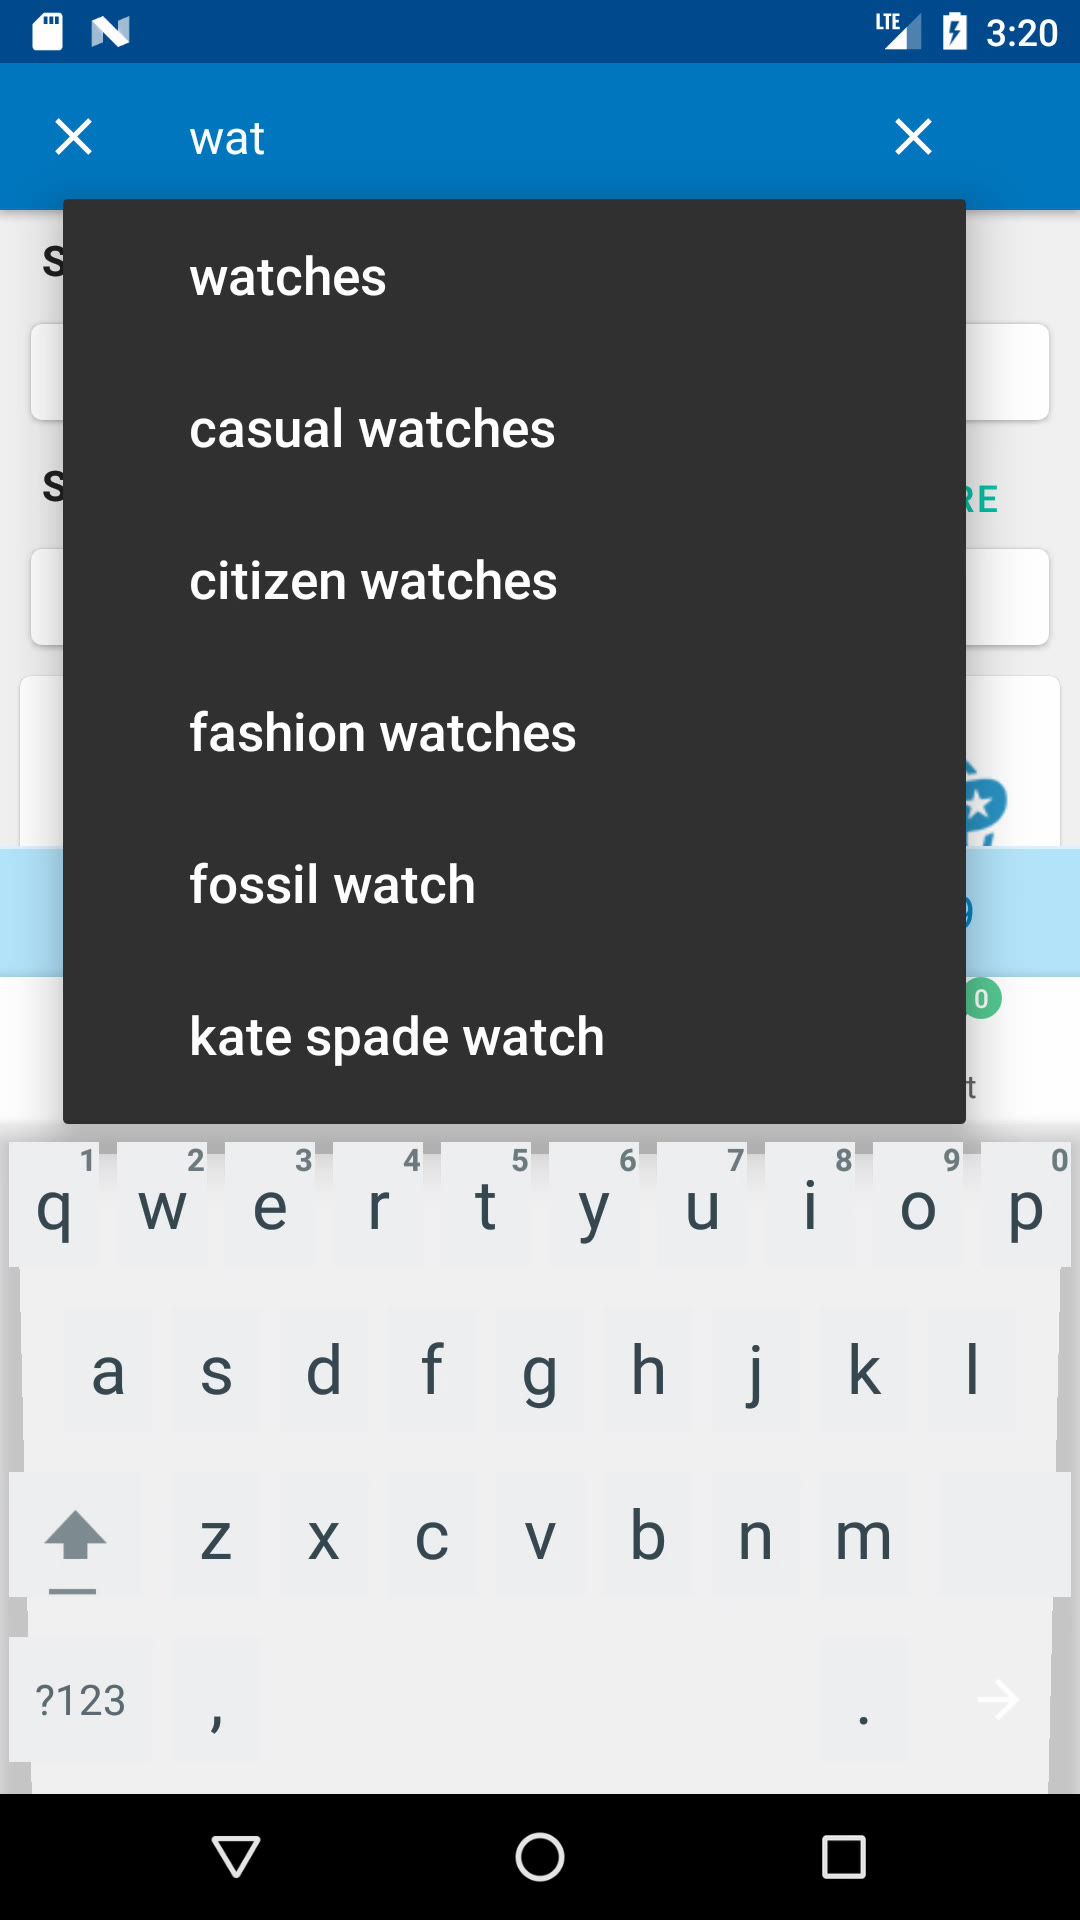 LTE 3:20
wat
watches
casual watches
citizen watches
fashion watches
fossil watch
kate spade watch
0
1 2 3 4 5 6 7 8 9 0
q w e r t y u i o p
a s d f g h j k l
z x c v b n m
?123 , .